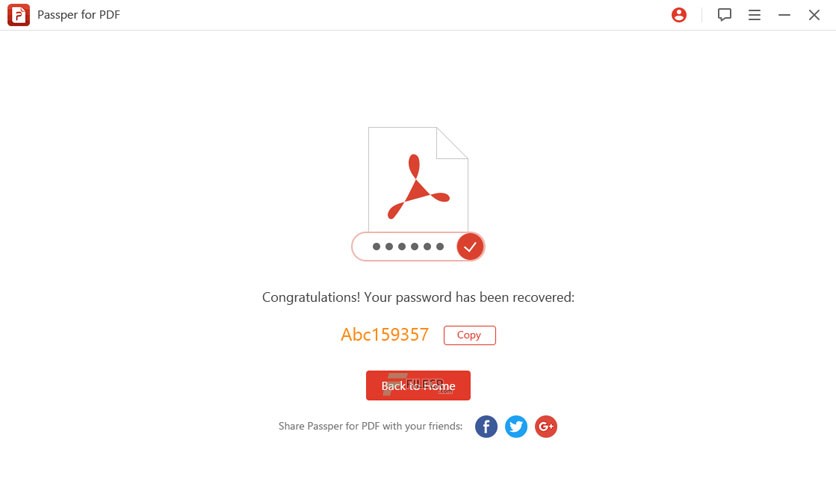 Passper for PDF
Congratulations! Your password has been recovered:
Abc159357
Copy
Back to Home
Share Passper for PDF with your friends:
f
G+